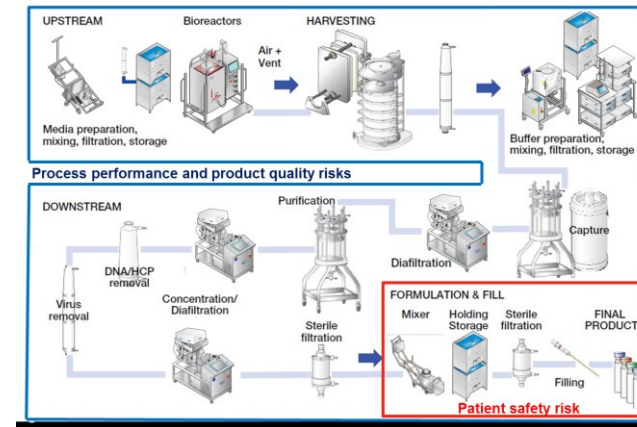 UPSTREAM
Bioreactors
Air +
Vent
HARVESTING
Media preparation,
mixing, filtration, storage
Buffer preparation,
mixing, filtration, storage
Process performance and product quality risks
DOWNSTREAM
Purification
Capture
Diafiltration
DNA/HCP
removal
Virus
removal
Concentration/
Diafiltration
Sterile
filtration
FORMULATION & FILL
Mixer
Holding
Storage
Sterile
filtration
FINAL
PRODUCT
Filling
Patient safety risk